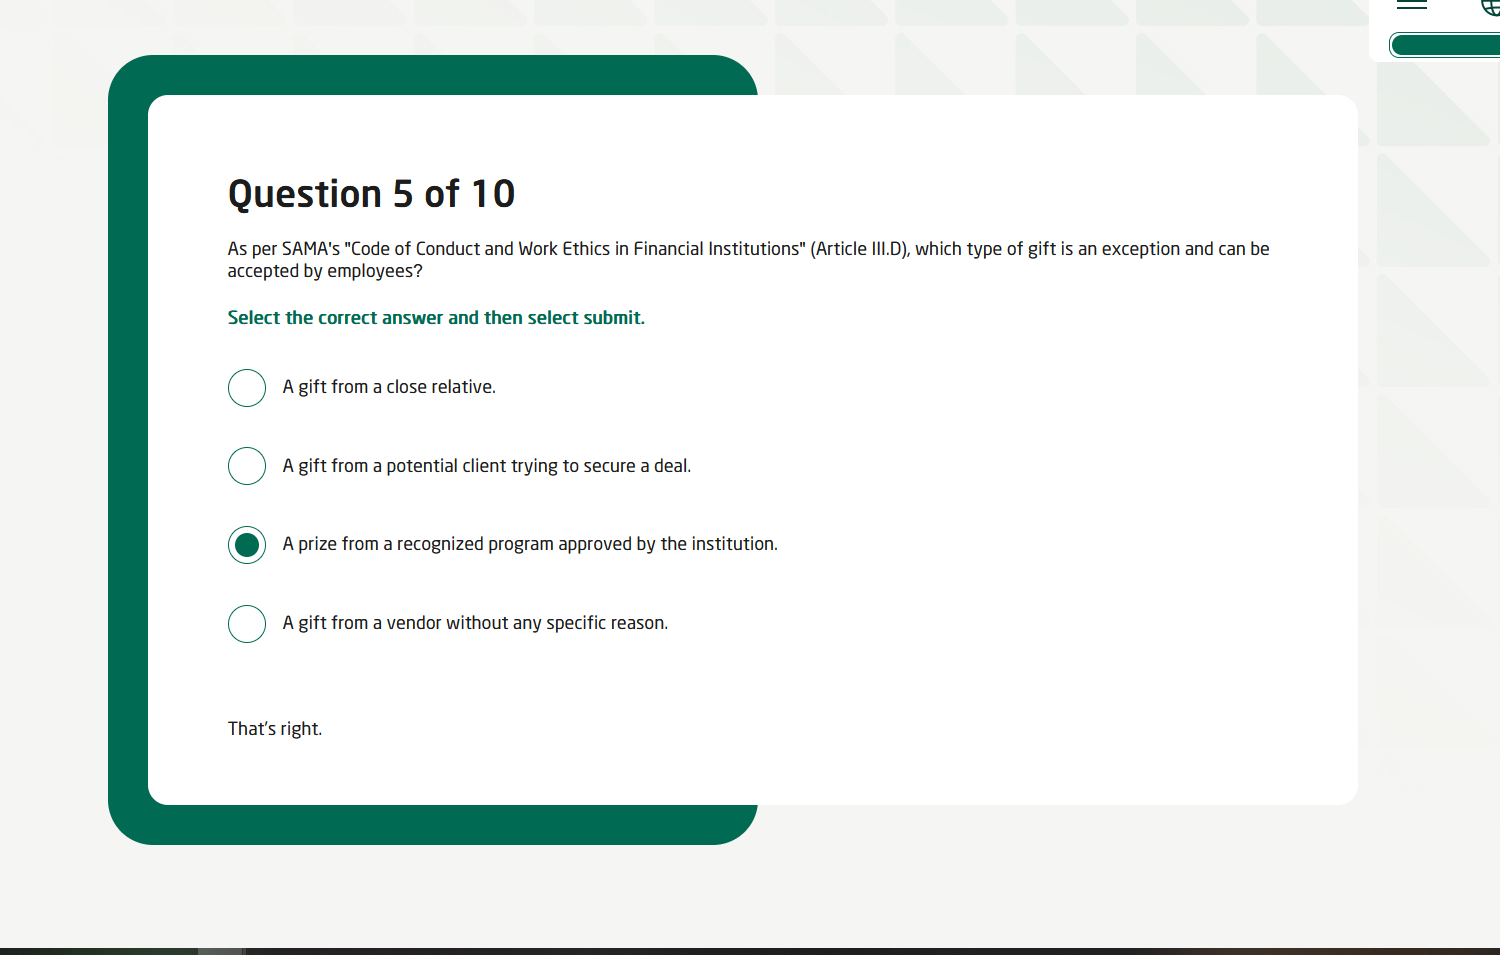 Question 5 of 10
As per SAMA's "Code of Conduct and Work Ethics in Financial Institutions" (Article III.D), which type of gift is an exception and can be
accepted by employees?
Select the correct answer and then select submit.
A gift from a close relative.
A gift from a potential client trying to secure a deal.
A prize from a recognized program approved by the institution.
A gift from a vendor without any specific reason.
That's right.